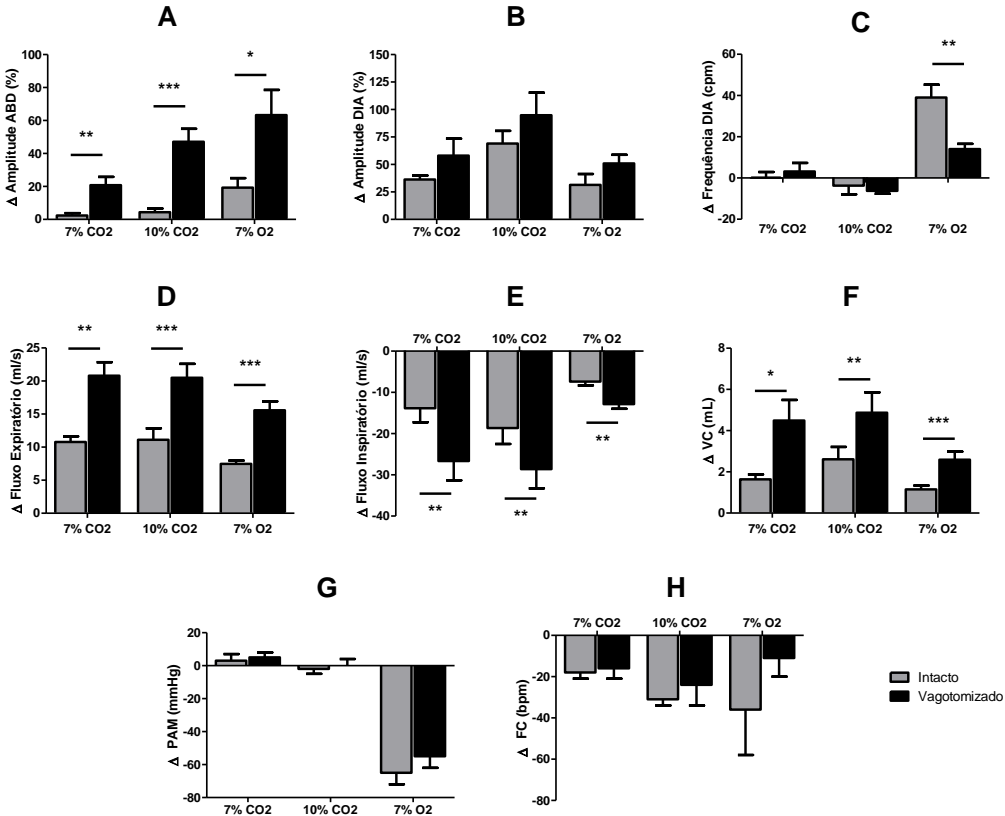 A
Δ Amplitude ABD (%)
100
80
60
40
20
0
**
***
*
7% CO2 10% CO2 7% O2
B
Δ Amplitude DIA (%)
150
125
100
75
50
25
0
7% CO2 10% CO2 7% O2
C
Δ Frequência DIA (cpm)
60
40
20
0
-20
**
7% CO2 10% CO2 7% O2
D
Δ Fluxo Expiratório (ml/s)
25
20
15
10
5
0
**
***
***
7% CO2 10% CO2 7% O2
E
Δ Fluxo Inspiratório (ml/s)
7% CO2 10% CO2 7% O2
0
-10
-20
-30
-40
**
**
**
F
Δ VC (mL)
8
6
4
2
0
*
**
***
7% CO2 10% CO2 7% O2
G
Δ PAM (mmHg)
20
0
-20
-40
-60
-80
7% CO2 10% CO2 7% O2
H
Δ FC (bpm)
7% CO2 10% CO2 7% O2
0
-20
-40
-60
-80
Intacto
Vagotomizado